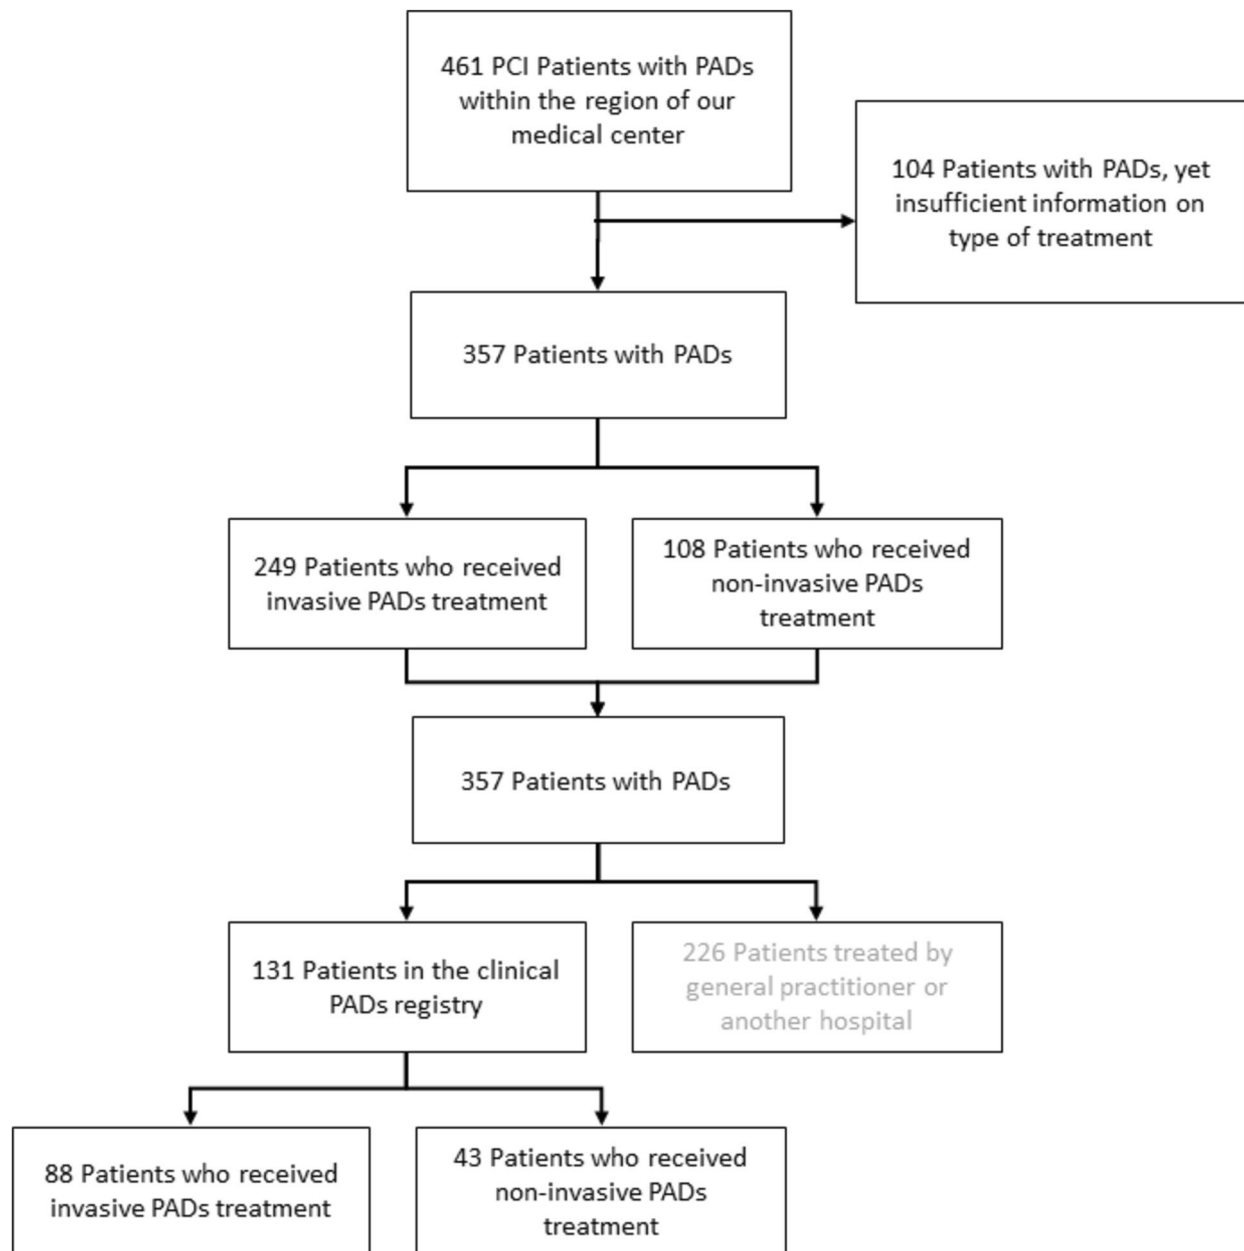 461 PCI Patients with PADs
within the region of our
medical center
104 Patients with PADs, yet
insufficient information on
type of treatment
357 Patients with PADs
249 Patients who received
invasive PADs treatment
108 Patients who received
non-invasive PADs
treatment
357 Patients with PADs
131 Patients in the clinical
PADs registry
226 Patients treated by
general practitioner or
another hospital
88 Patients who received
invasive PADs treatment
43 Patients who received
non-invasive PADs
treatment